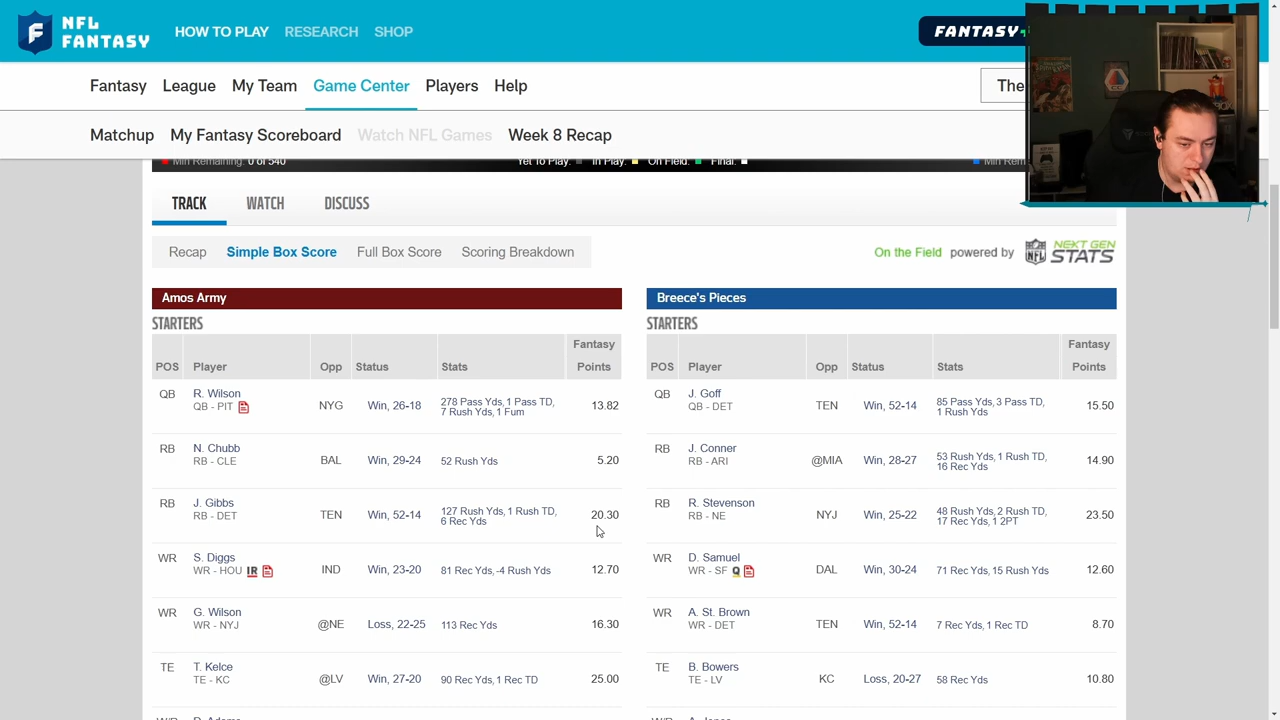 NFL
FANTASY
HOW TO PLAY RESEARCH SHOP
FANTASY+
Fantasy League My Team Game Center Players Help
The
Matchup My Fantasy Scoreboard Watch NFL Games Week 8 Recap
Min Remaining: 0 of 540 Yet To Play: In Play: On Field: Final: Min Rem
TRACK WATCH DISCUSS
Recap Simple Box Score Full Box Score Scoring Breakdown
On the Field powered by NFL NEXT GEN STATS
Amos Army
STARTERS
POS Player Opp Status Stats Fantasy Points
QB R. Wilson QB - PIT NYG Win, 26-18 278 Pass Yds, 1 Pass TD, 7 Rush Yds, 1 Fum 13.82
RB N. Chubb RB - CLE BAL Win, 29-24 52 Rush Yds 5.20
RB J. Gibbs RB - DET TEN Win, 52-14 127 Rush Yds, 1 Rush TD, 6 Rec Yds 20.30
WR S. Diggs WR - HOU IR IND Win, 23-20 81 Rec Yds, -4 Rush Yds 12.70
WR G. Wilson WR - NYJ @NE Loss, 22-25 113 Rec Yds 16.30
TE T. Kelce TE - KC @LV Win, 27-20 90 Rec Yds, 1 Rec TD 25.00
Breece's Pieces
STARTERS
POS Player Opp Status Stats Fantasy Points
QB J. Goff QB - DET TEN Win, 52-14 85 Pass Yds, 3 Pass TD, 1 Rush Yds 15.50
RB J. Conner RB - ARI @MIA Win, 28-27 53 Rush Yds, 1 Rush TD, 16 Rec Yds 14.90
RB R. Stevenson RB - NE NYJ Win, 25-22 48 Rush Yds, 2 Rush TD, 17 Rec Yds, 1 2PT 23.50
WR D. Samuel WR - SF Q DAL Win, 30-24 71 Rec Yds, 15 Rush Yds 12.60
WR A. St. Brown WR - DET TEN Win, 52-14 7 Rec Yds, 1 Rec TD 8.70
TE B. Bowers TE - LV KC Loss, 20-27 58 Rec Yds 10.80